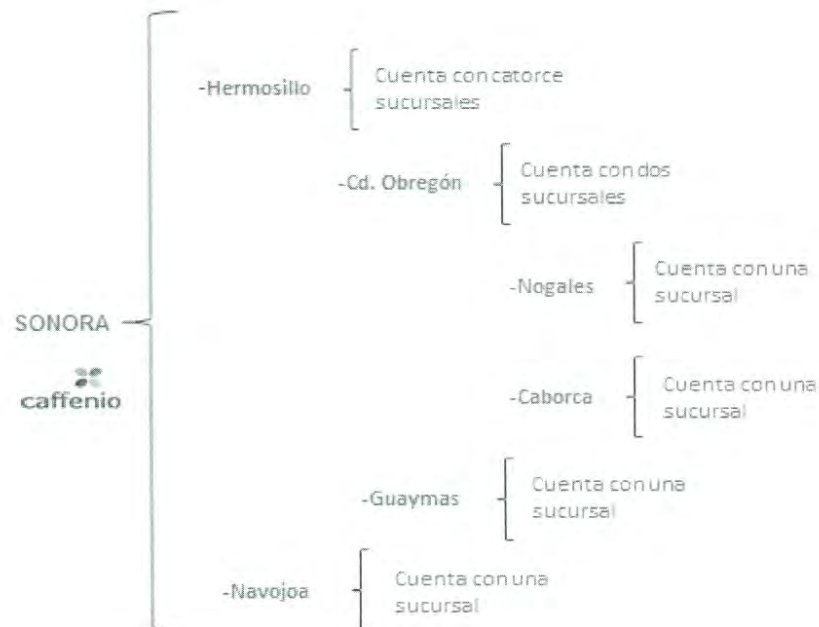 -Hermosillo
Cuenta con catorce
sucursales
-Cd. Obregón
Cuenta con dos
sucursales
-Nogales
Cuenta con una
sucursal
SONORA
caffenio
-Caborca
Cuenta con una
sucursal
-Guaymas
Cuenta con una
sucursal
-Navojoa
Cuenta con una
sucursal